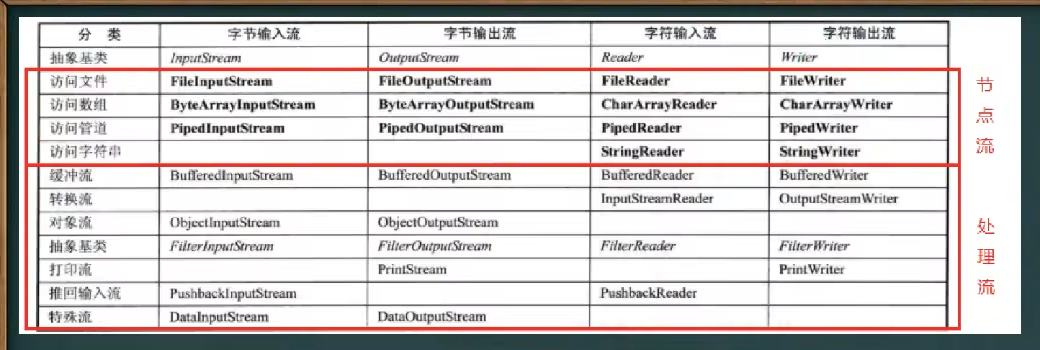 分 类 字节输入流 字节输出流 字符输入流 字符输出流
抽象基类 InputStream OutputStream Reader Writer
访问文件 FileInputStream FileOutputStream FileReader FileWriter
访问数组 ByteArrayInputStream ByteArrayOutputStream CharArrayReader CharArrayWriter
访问管道 PipedInputStream PipedOutputStream PipedReader PipedWriter
访问字符串 StringReader StringWriter
缓冲流 BufferedInputStream BufferedOutputStream BufferedReader BufferedWriter
转换流 InputStreamReader OutputStreamWriter
对象流 ObjectInputStream ObjectOutputStream
抽象基类 FilterInputStream FilterOutputStream FilterReader FilterWriter
打印流 PrintStream PrintWriter
推回输入流 PushbackInputStream PushbackReader
特殊流 DataInputStream DataOutputStream
节点流
处理流